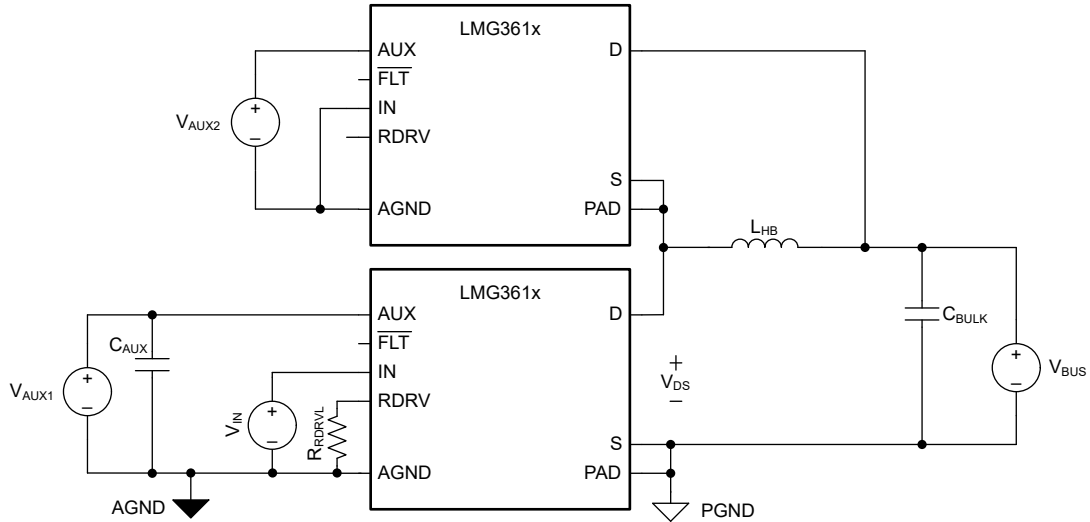 LMG361x
AUX
D
FLT
IN
RDRV
+
VAUX2
−
S
PAD
AGND
LHB
LMG361x
AUX
D
FLT
CAUX
CBULK
IN
+
VAUX1
−
RDRV
+
VDS
−
+
VBUS
−
VIN
+
−
RRDRVL
S
AGND
PAD
AGND
PGND